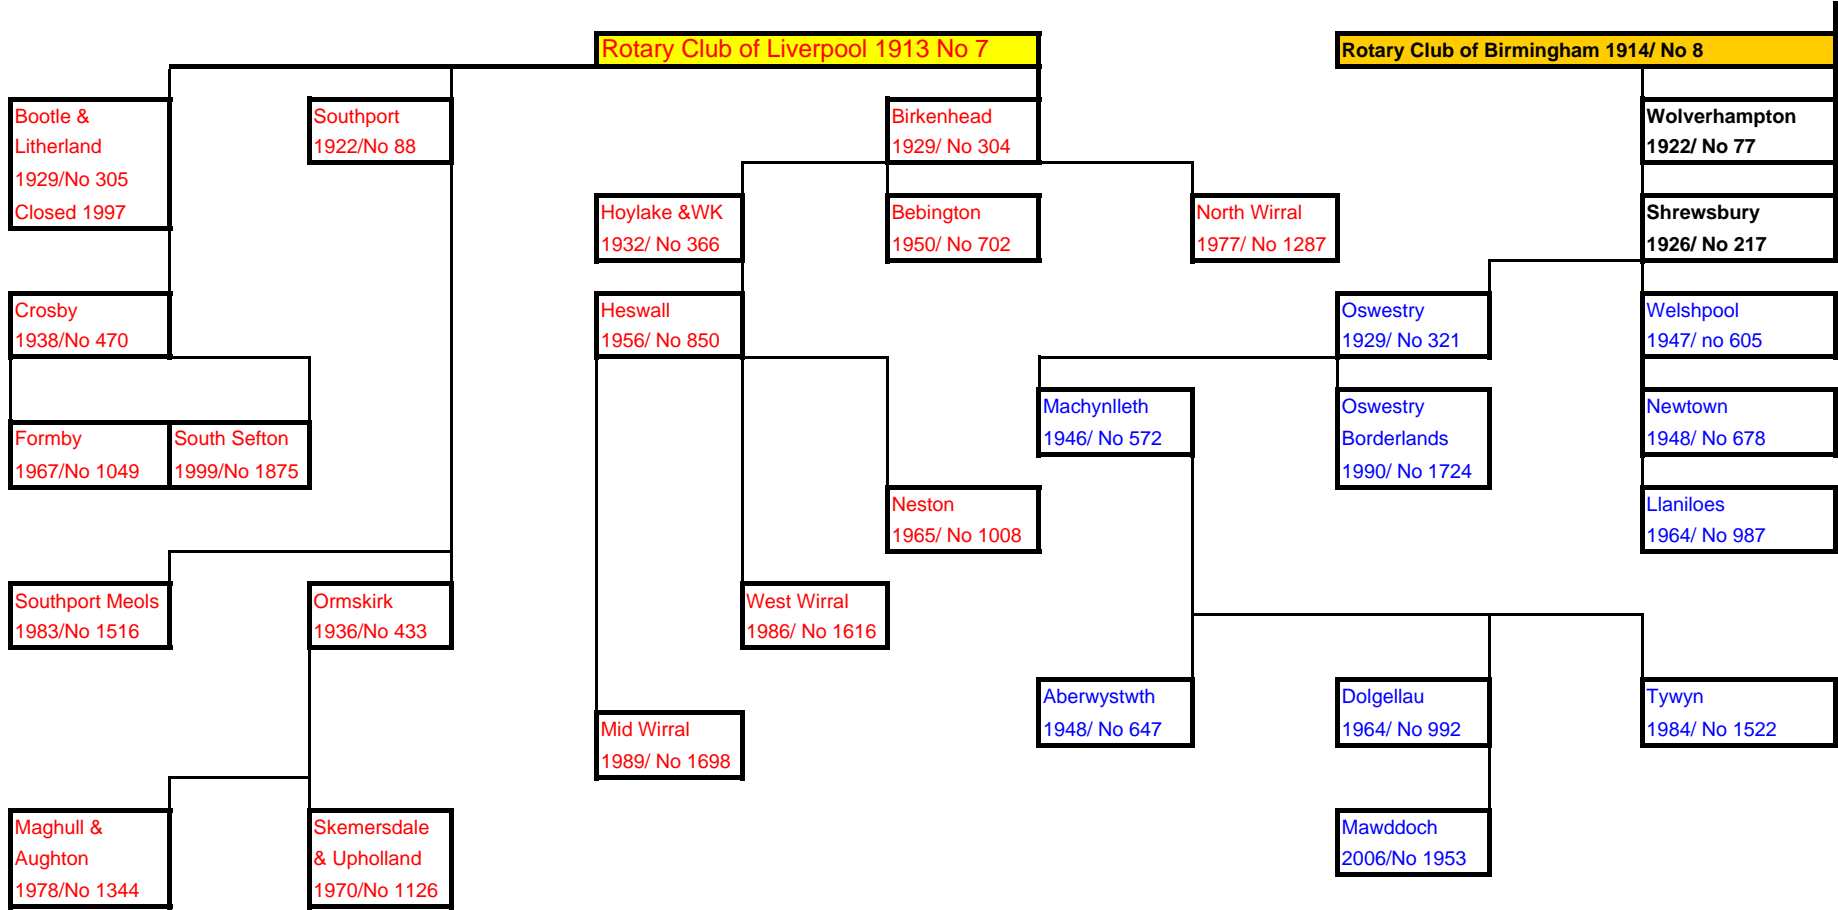 Rotary Club of Liverpool 1913 No 7
Rotary Club of Birmingham 1914/ No 8
Bootle &
Litherland
1929/No 305
Closed 1997
Southport
1922/No 88
Birkenhead
1929/ No 304
Wolverhampton
1922/ No 77
Hoylake &WK
1932/ No 366
Bebington
1950/ No 702
North Wirral
1977/ No 1287
Shrewsbury
1926/ No 217
Crosby
1938/No 470
Heswall
1956/ No 850
Oswestry
1929/ No 321
Welshpool
1947/ no 605
Machynlleth
1946/ No 572
Oswestry
Borderlands
1990/ No 1724
Newtown
1948/ No 678
Formby
1967/No 1049
South Sefton
1999/No 1875
Neston
1965/ No 1008
Llaniloes
1964/ No 987
Southport Meols
1983/No 1516
Ormskirk
1936/No 433
West Wirral
1986/ No 1616
Aberwystwth
1948/ No 647
Dolgellau
1964/ No 992
Tywyn
1984/ No 1522
Mid Wirral
1989/ No 1698
Maghull &
Aughton
1978/No 1344
Skemersdale
& Upholland
1970/No 1126
Mawddoch
2006/No 1953